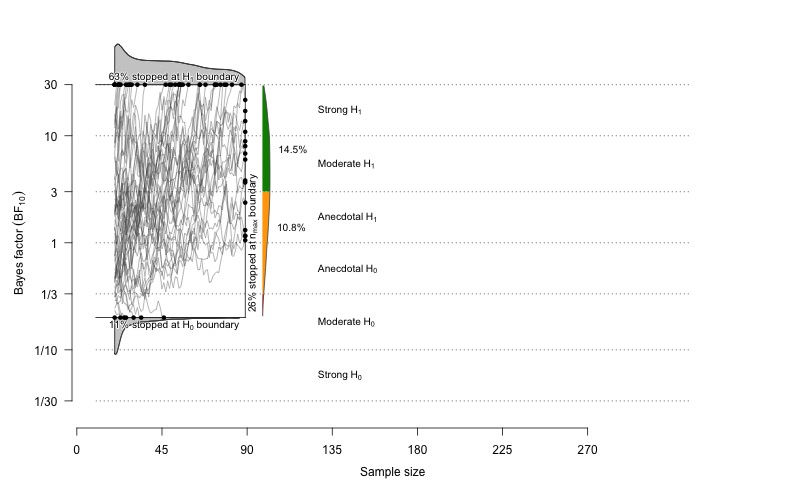 63% stopped at H1 boundary
30
Strong H1
10
14.5%
Moderate H1
3
Anecdotal H1
10.8%
1
Anecdotal H0
1/3
26% stopped at nmax boundary
Moderate H0
11% stopped at H0 boundary
1/10
Strong H0
1/30
Bayes factor (BF10)
0 45 90 135 180 225 270
Sample size